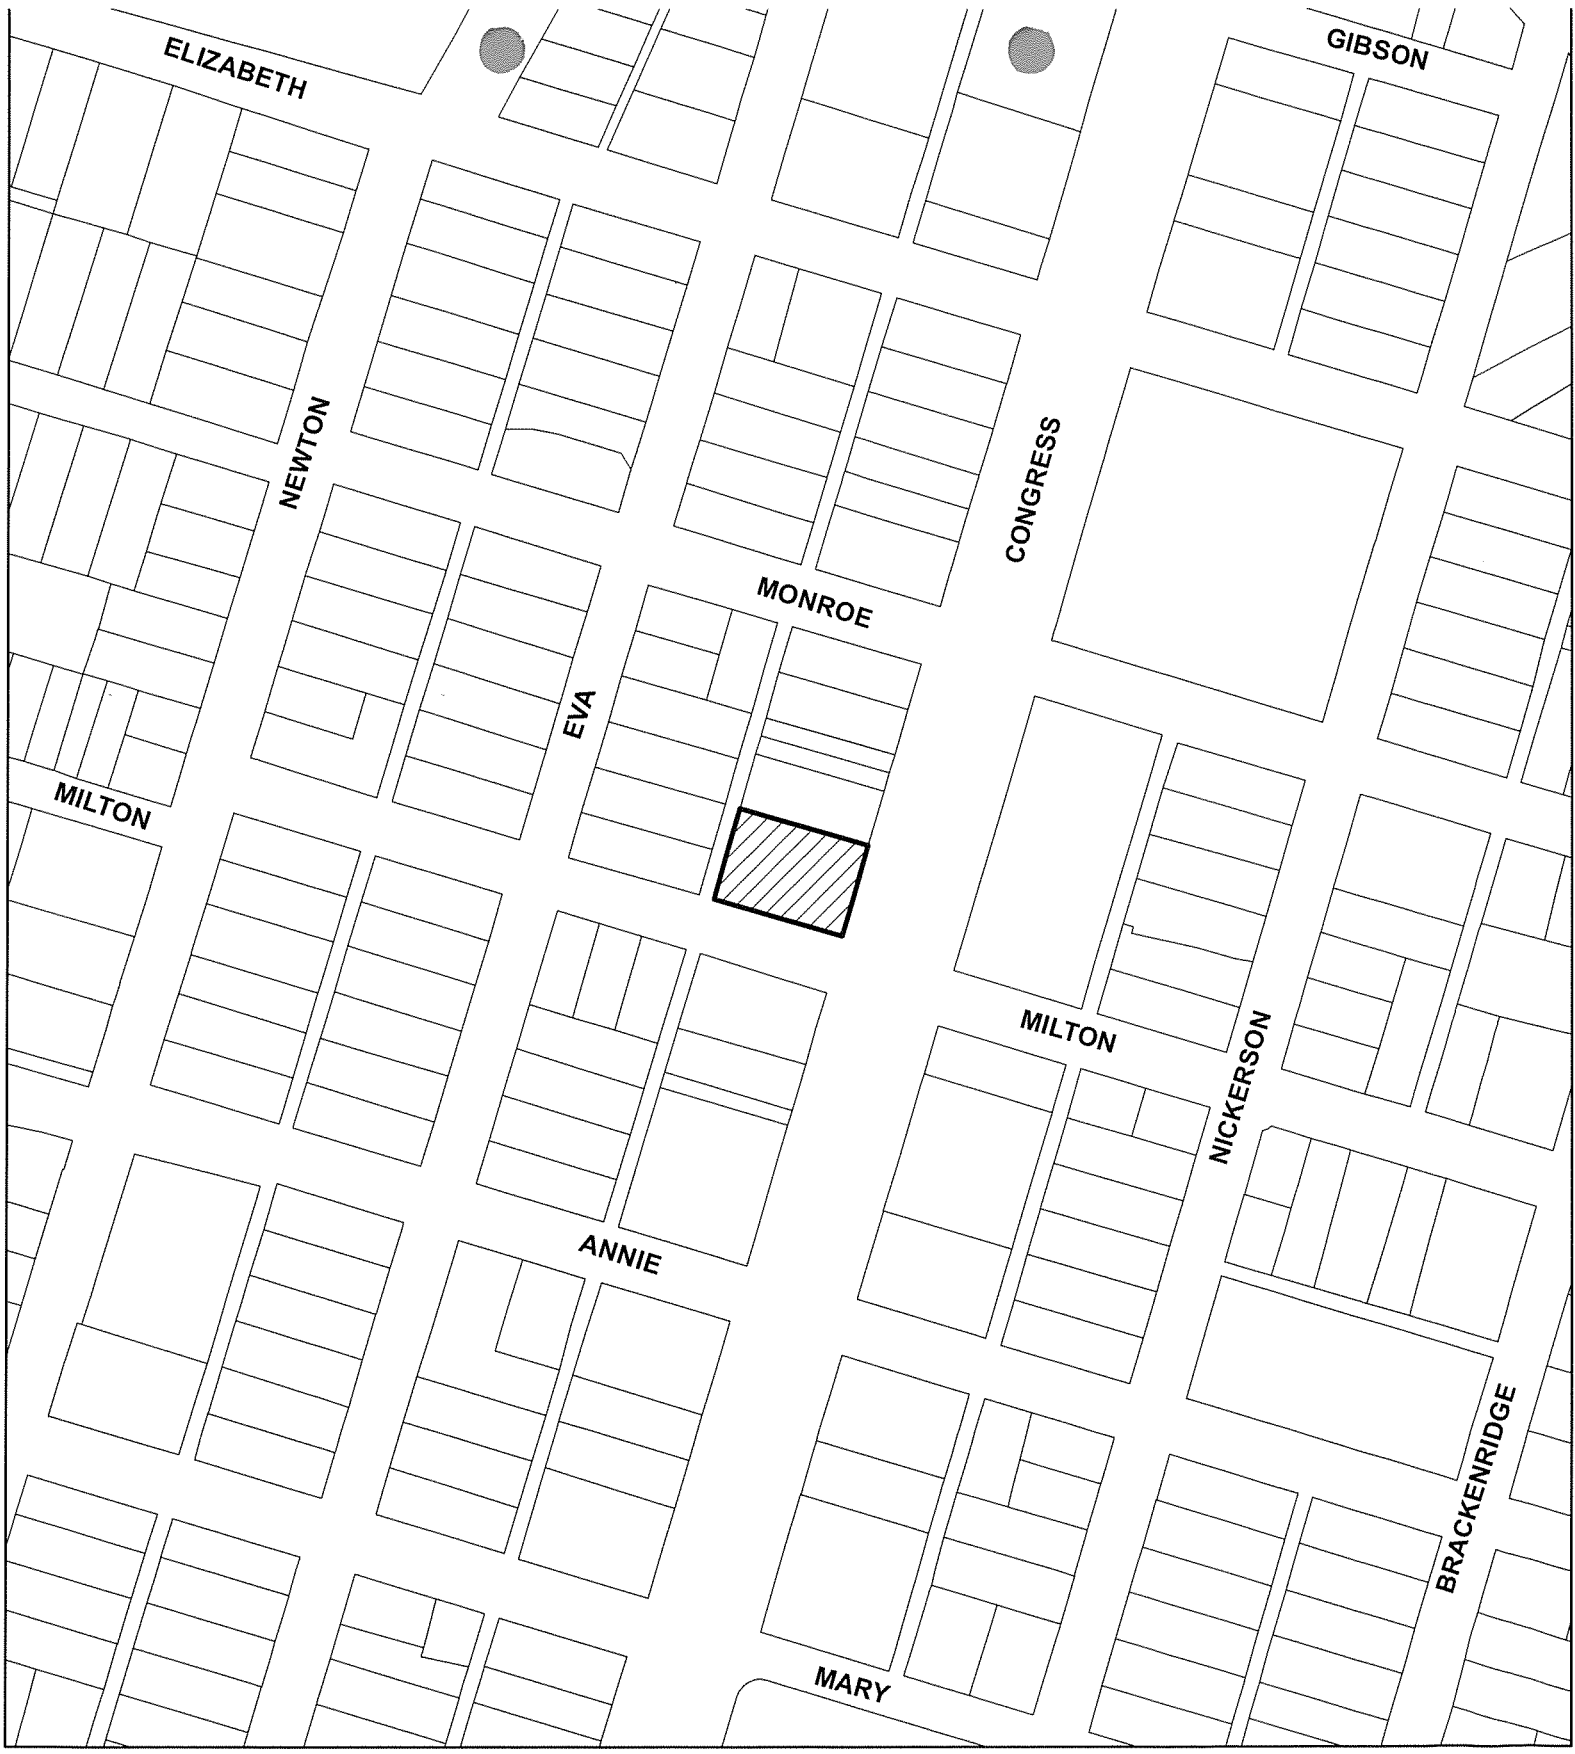 GIBSON
ELIZABETH
NEWTON
CONGRESS
MONROE
EVA
MILTON
MILTON
NICKERSON
ANNIE
BRACKENRIDGE
MARY